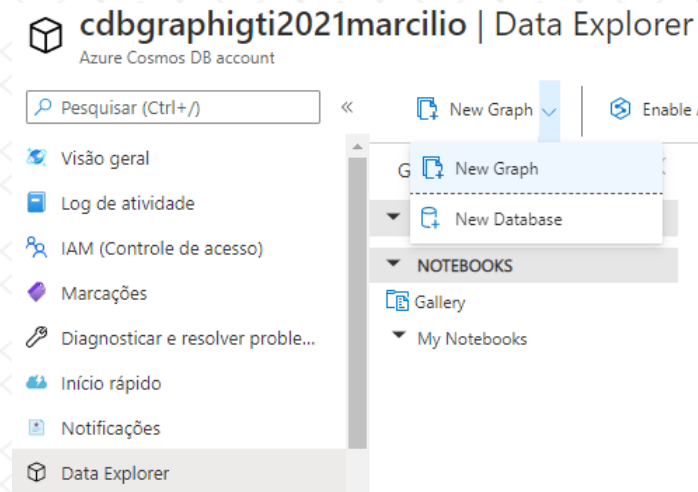 cdbgraphigti2021marcilio | Data Explorer
Azure Cosmos DB account
Pesquisar (Ctrl+/)
«
New Graph
Enable
Visão geral
Log de atividade
IAM (Controle de acesso)
Marcações
Diagnosticar e resolver proble...
Início rápido
Notificações
Data Explorer
G
New Graph
New Database
NOTEBOOKS
Gallery
My Notebooks